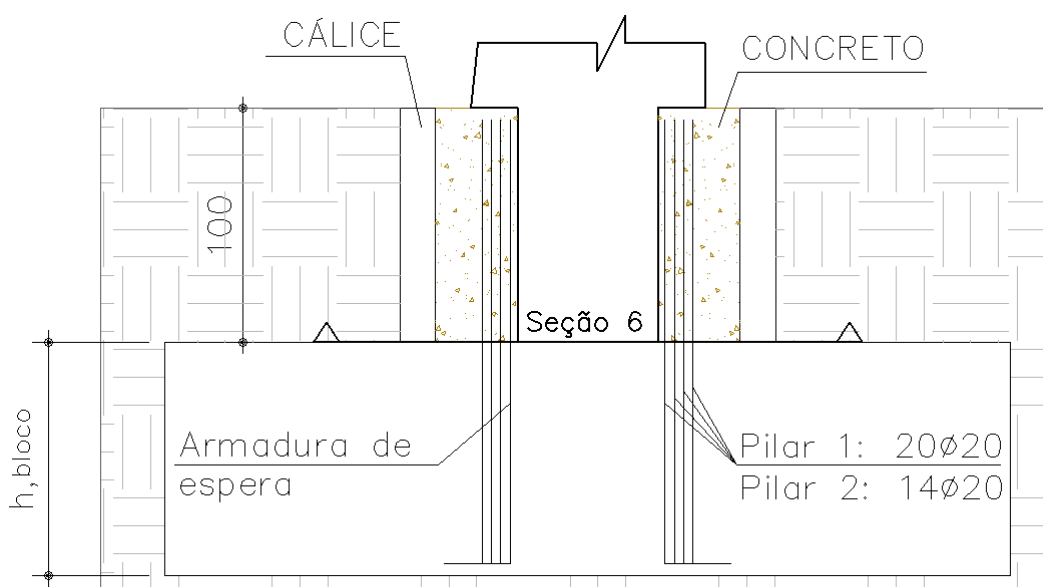 CÁLICE
CONCRETO
100
Seção 6
h,bloco
Armadura de
espera
Pilar 1: 20ø20
Pilar 2: 14ø20